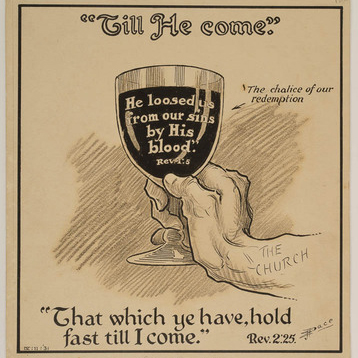 "Till He come."
The chalice of our
redemption
He loosed us
from our sins
by His
blood."
Rev. 1:5
THE
CHURCH
"That which ye have, hold
fast till I come."
Rev. 2:25.
Pace